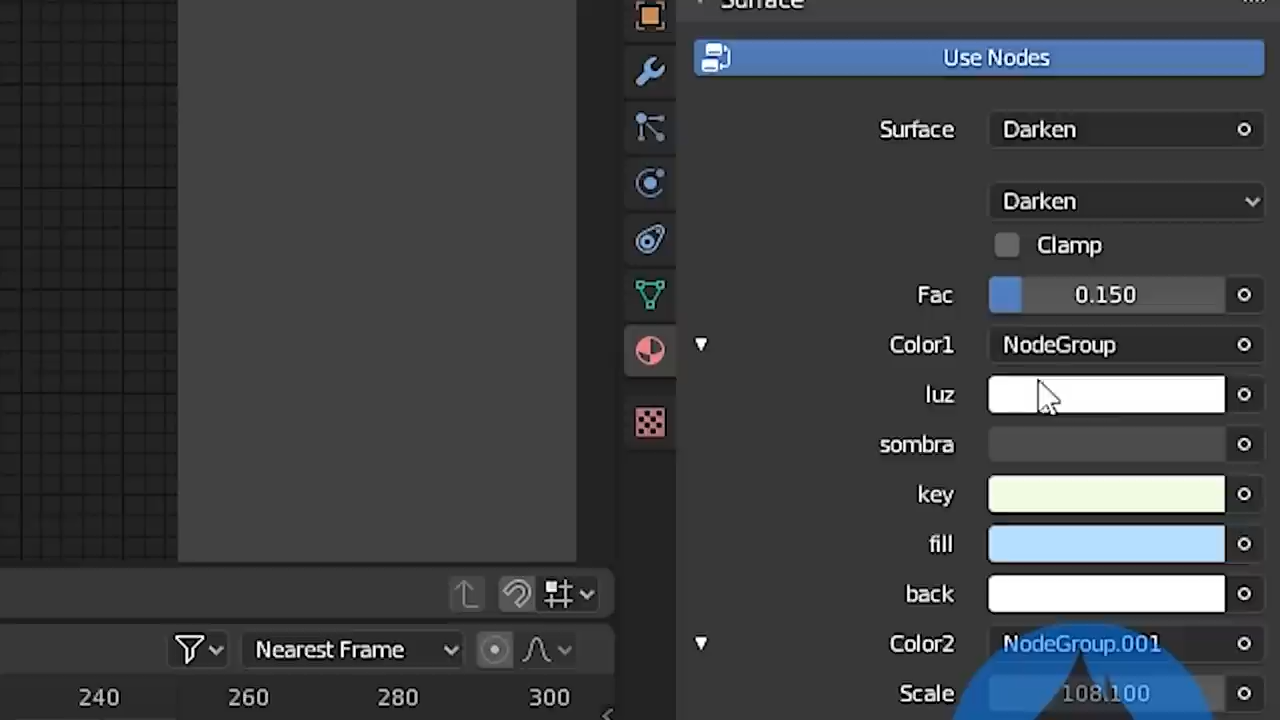 Surface
Use Nodes
Surface Darken
Darken
Clamp
Fac 0.150
Color1 NodeGroup
luz
sombra
key
fill
back
Color2 NodeGroup.001
Scale 108.100
Nearest Frame
240 260 280 300